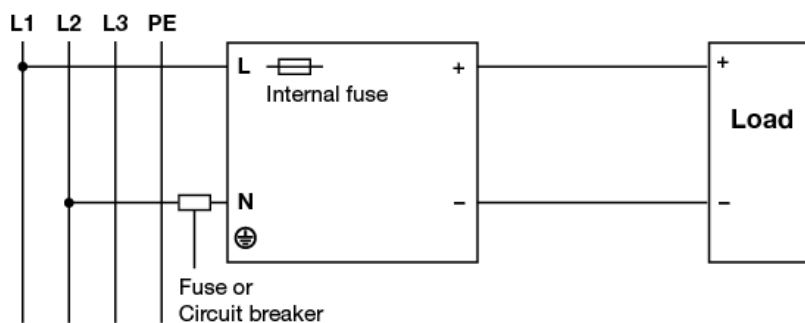 L1 L2 L3 PE
L
Internal fuse
+
+
Load
N
–
–
Fuse or
Circuit breaker